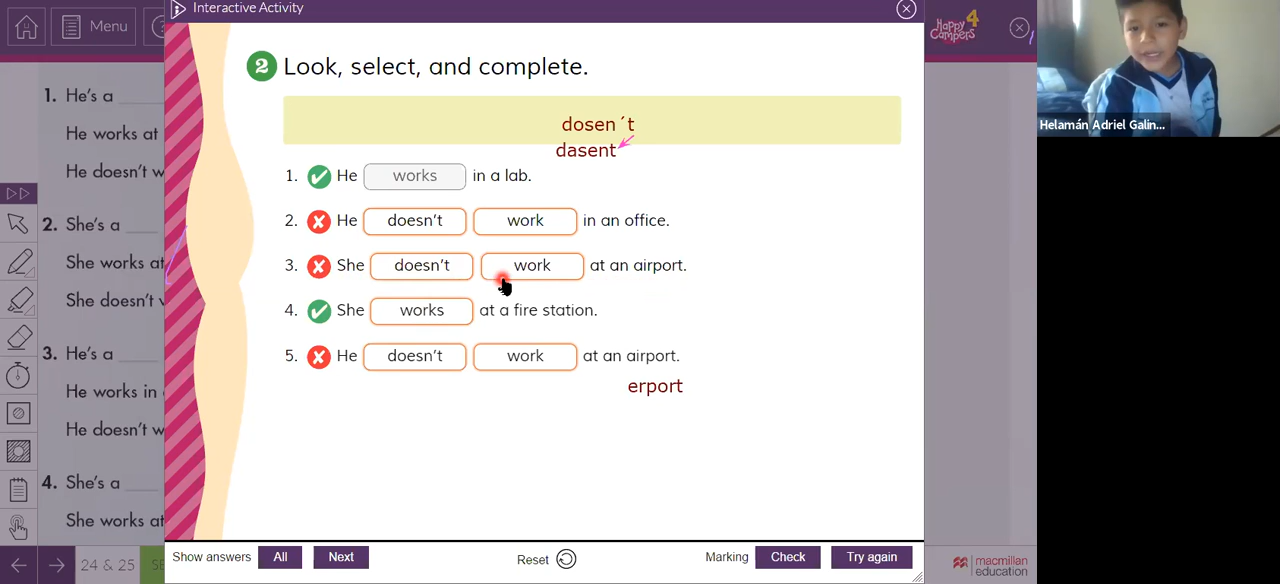 Interactive Activity
Menu
Happy Campers 4
2 Look, select, and complete.
Helamán Adriel Galin...
dosen´t
dasent
1. He works in a lab.
2. He doesn't work in an office.
3. She doesn't work at an airport.
4. She works at a fire station.
5. He doesn't work at an airport.
erport
1. He's a ____
He works at
He doesn't w
2. She's a ____
She works at
She doesn't
3. He's a ____
He works in
He doesn't w
4. She's a ____
She works at
24 & 25
Show answers All Next Reset Marking Check Try again
macmillan education